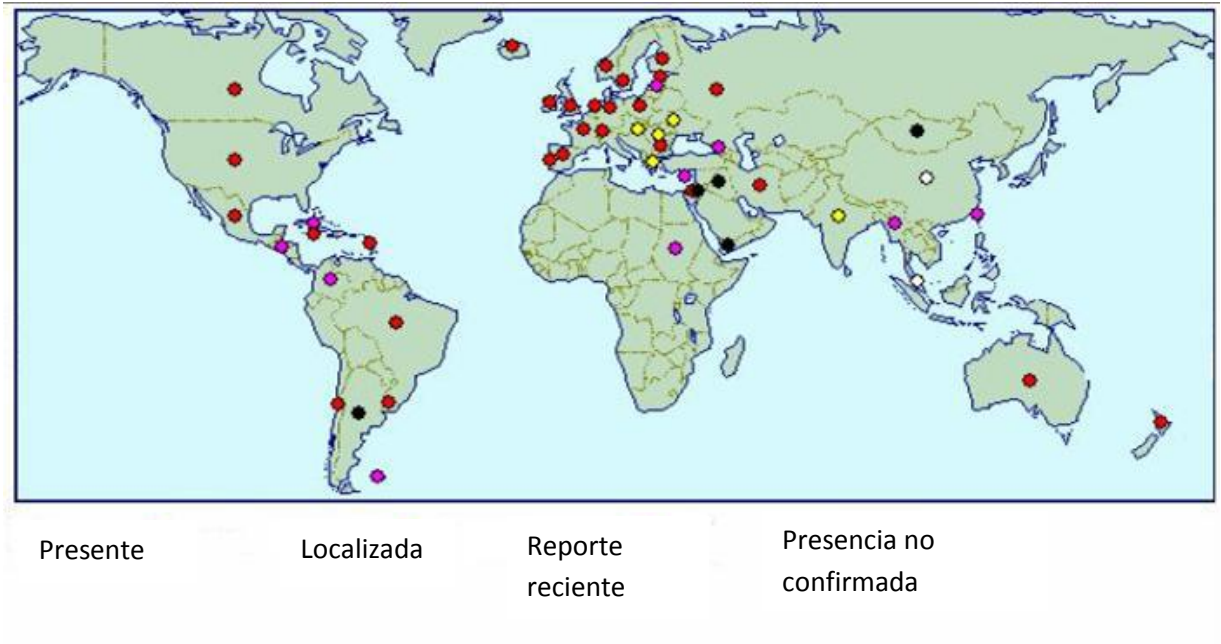 Presente
Localizada
Reporte
reciente
Presencia no
confirmada